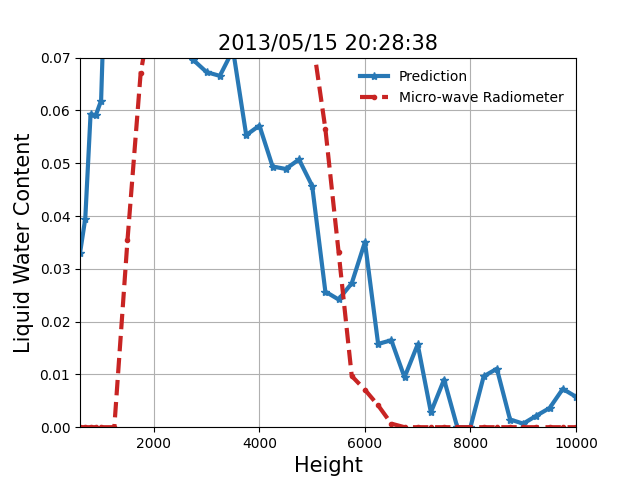 2013/05/15 20:28:38
Prediction
Micro-wave Radiometer
Liquid Water Content
0.07
0.06
0.05
0.04
0.03
0.02
0.01
0.00
2000 4000 6000 8000 10000
Height